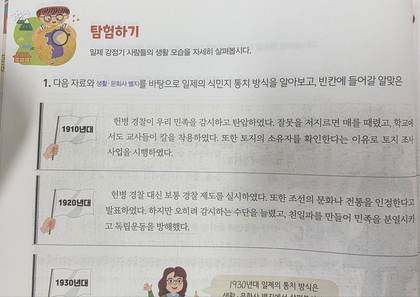 탐험하기
일제 강점기 사람들의 생활 모습을 자세히 살펴봅시다.
1. 다음 자료와 생활·문화사 별지를 바탕으로 일제의 식민지 통치 방식을 알아보고, 빈칸에 들어갈 알맞은
헌병 경찰이 우리 민족을 감시하고 탄압하였다. 잘못을 저지르면 매를 때렸고, 학교에
1910년대
서도 교사들이 칼을 착용하였다. 또한 토지의 소유자를 확인한다는 이유로 토지 조사
사업을 시행하였다.
헌병 경찰 대신 보통 경찰 제도를 실시하였다. 또한 조선의 문화나 전통을 인정한다고
1920년대
발표하였다. 하지만 오히려 감시하는 수단을 늘렸고, 친일파를 만들어 민족을 분열시키
고 독립운동을 방해했다.
1930년대
1930년대 일제의 통치 방식은
생활·문화사 별지에서 살펴